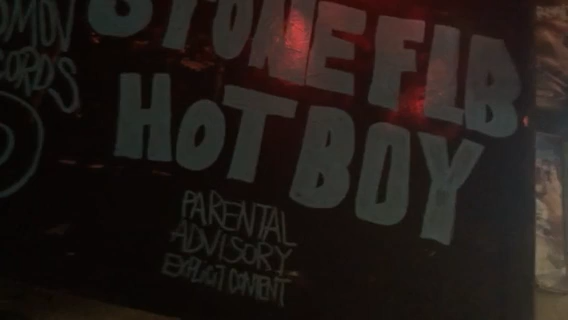 STONE FLB
HOT BOY
PARENTAL
ADVISORY
EXPLICIT CONTENT